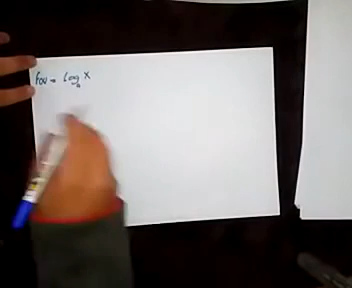 f(x) = Log x